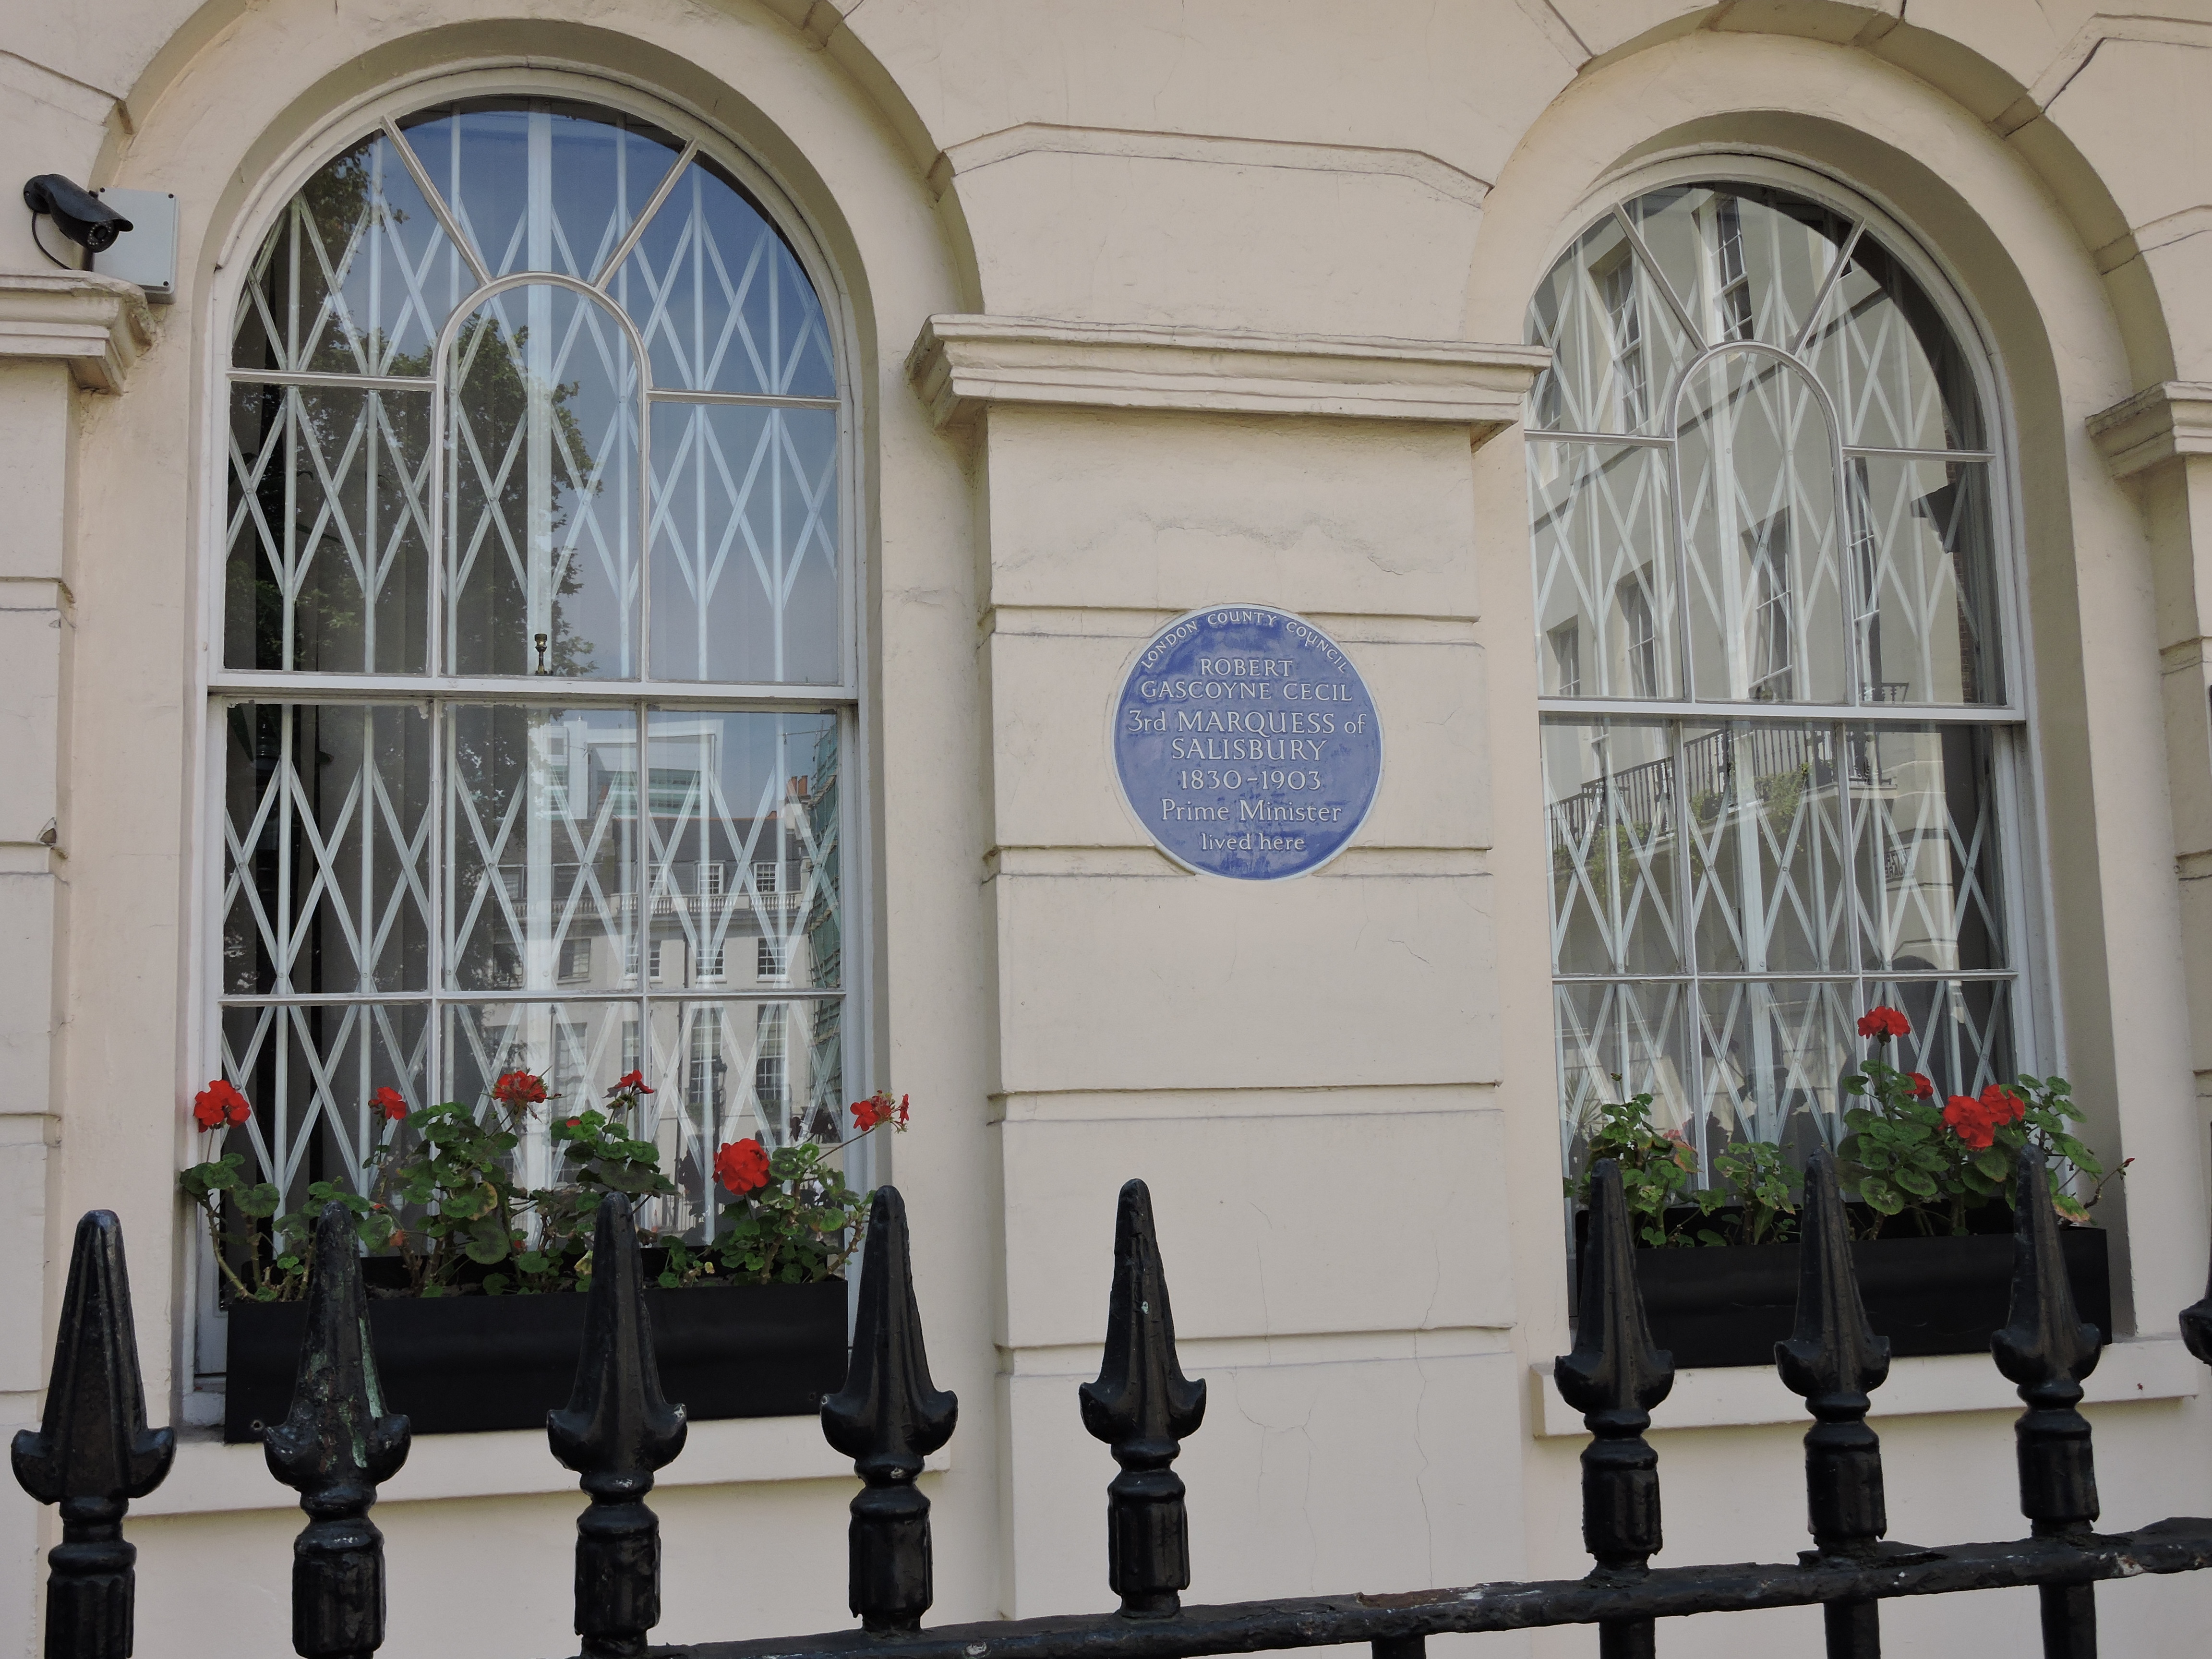 LONDON COUNTY COUNCIL
ROBERT
GASCOYNE CECIL
3rd MARQUESS of
SALISBURY
1830-1903
Prime Minister
lived here